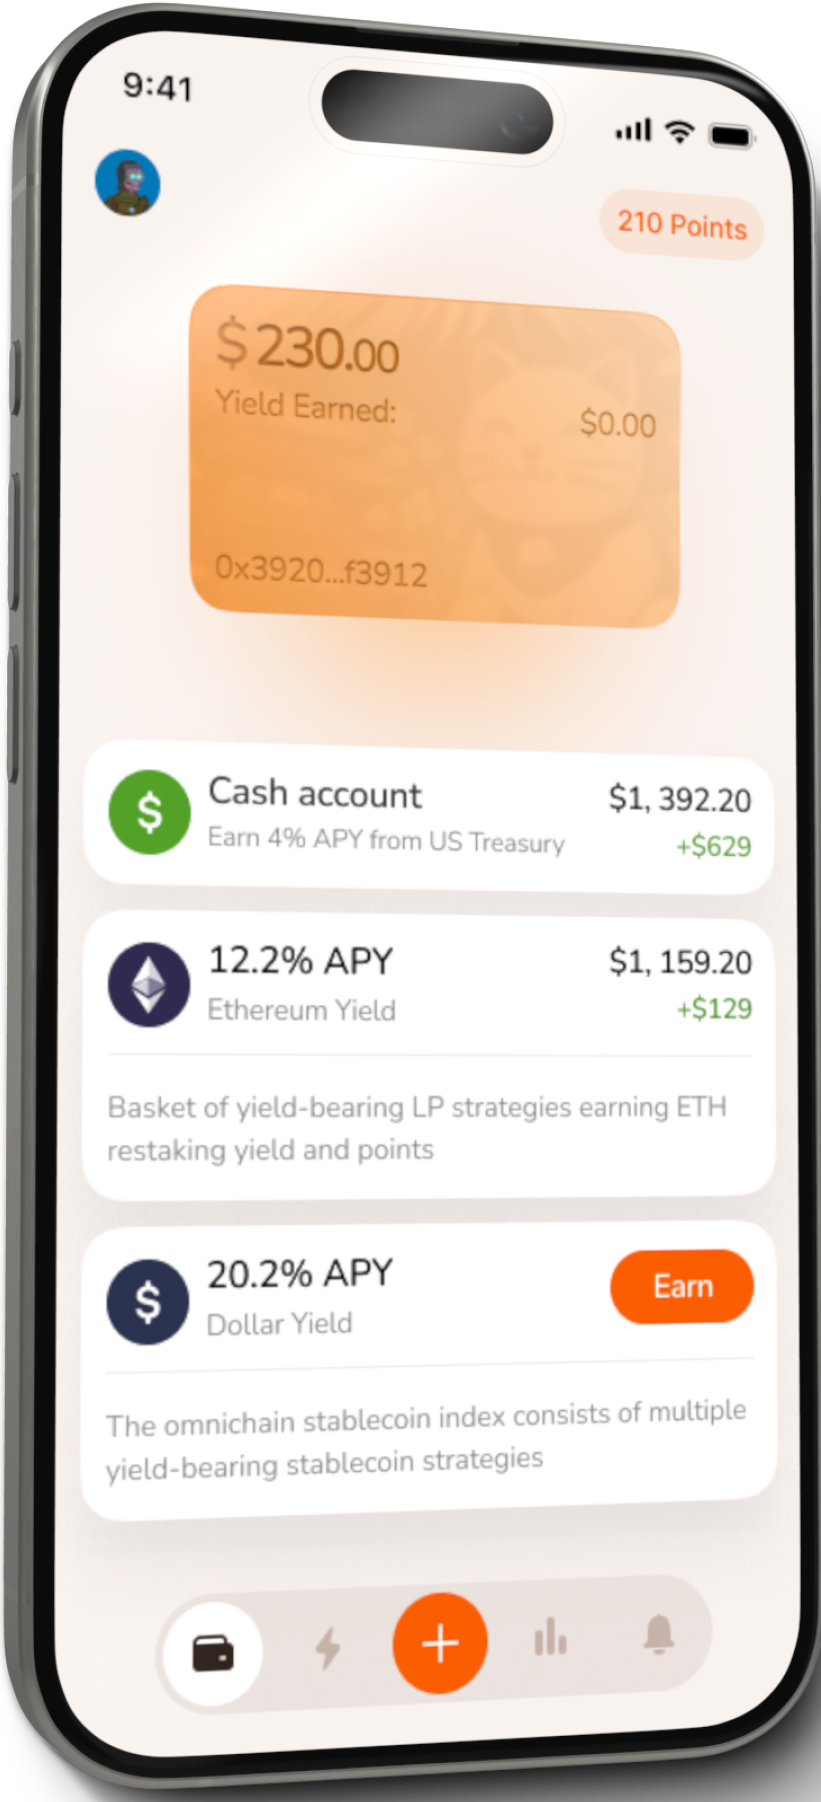 9:41
210 Points
$230.00
Yield Earned:
$0.00
0x3920...f3912
$
Cash account
$1, 392.20
Earn 4% APY from US Treasury
+$629
12.2% APY
$1, 159.20
Ethereum Yield
+$129
Basket of yield-bearing LP strategies earning ETH
restaking yield and points
$
20.2% APY
Earn
Dollar Yield
The omnichain stablecoin index consists of multiple
yield-bearing stablecoin strategies